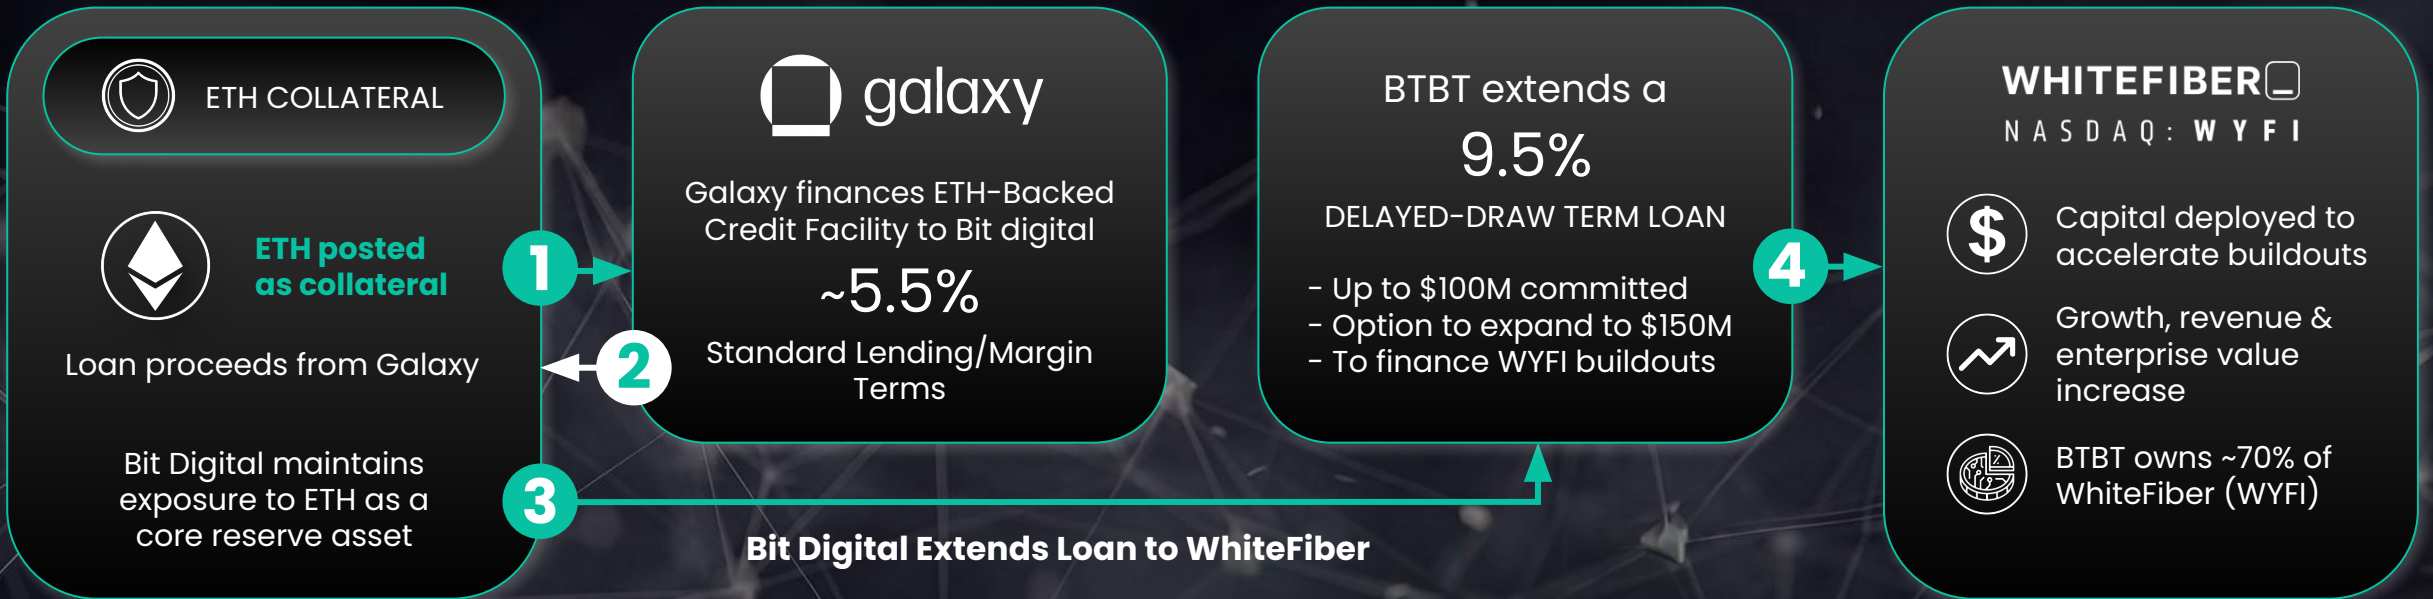 ETH COLLATERAL
ETH posted
as collateral
1
Loan proceeds from Galaxy
2
Bit Digital maintains
exposure to ETH as a
core reserve asset
3
galaxy
Galaxy finances ETH-Backed
Credit Facility to Bit digital
~5.5%
Standard Lending/Margin
Terms
Bit Digital Extends Loan to WhiteFiber
BTBT extends a
9.5%
DELAYED-DRAW TERM LOAN
- Up to $100M committed
- Option to expand to $150M
- To finance WYFI buildouts
4
WHITEFIBER
NASDAQ: WYFI
$
Capital deployed to
accelerate buildouts
Growth, revenue &
enterprise value
increase
BTBT owns ~70% of
WhiteFiber (WYFI)